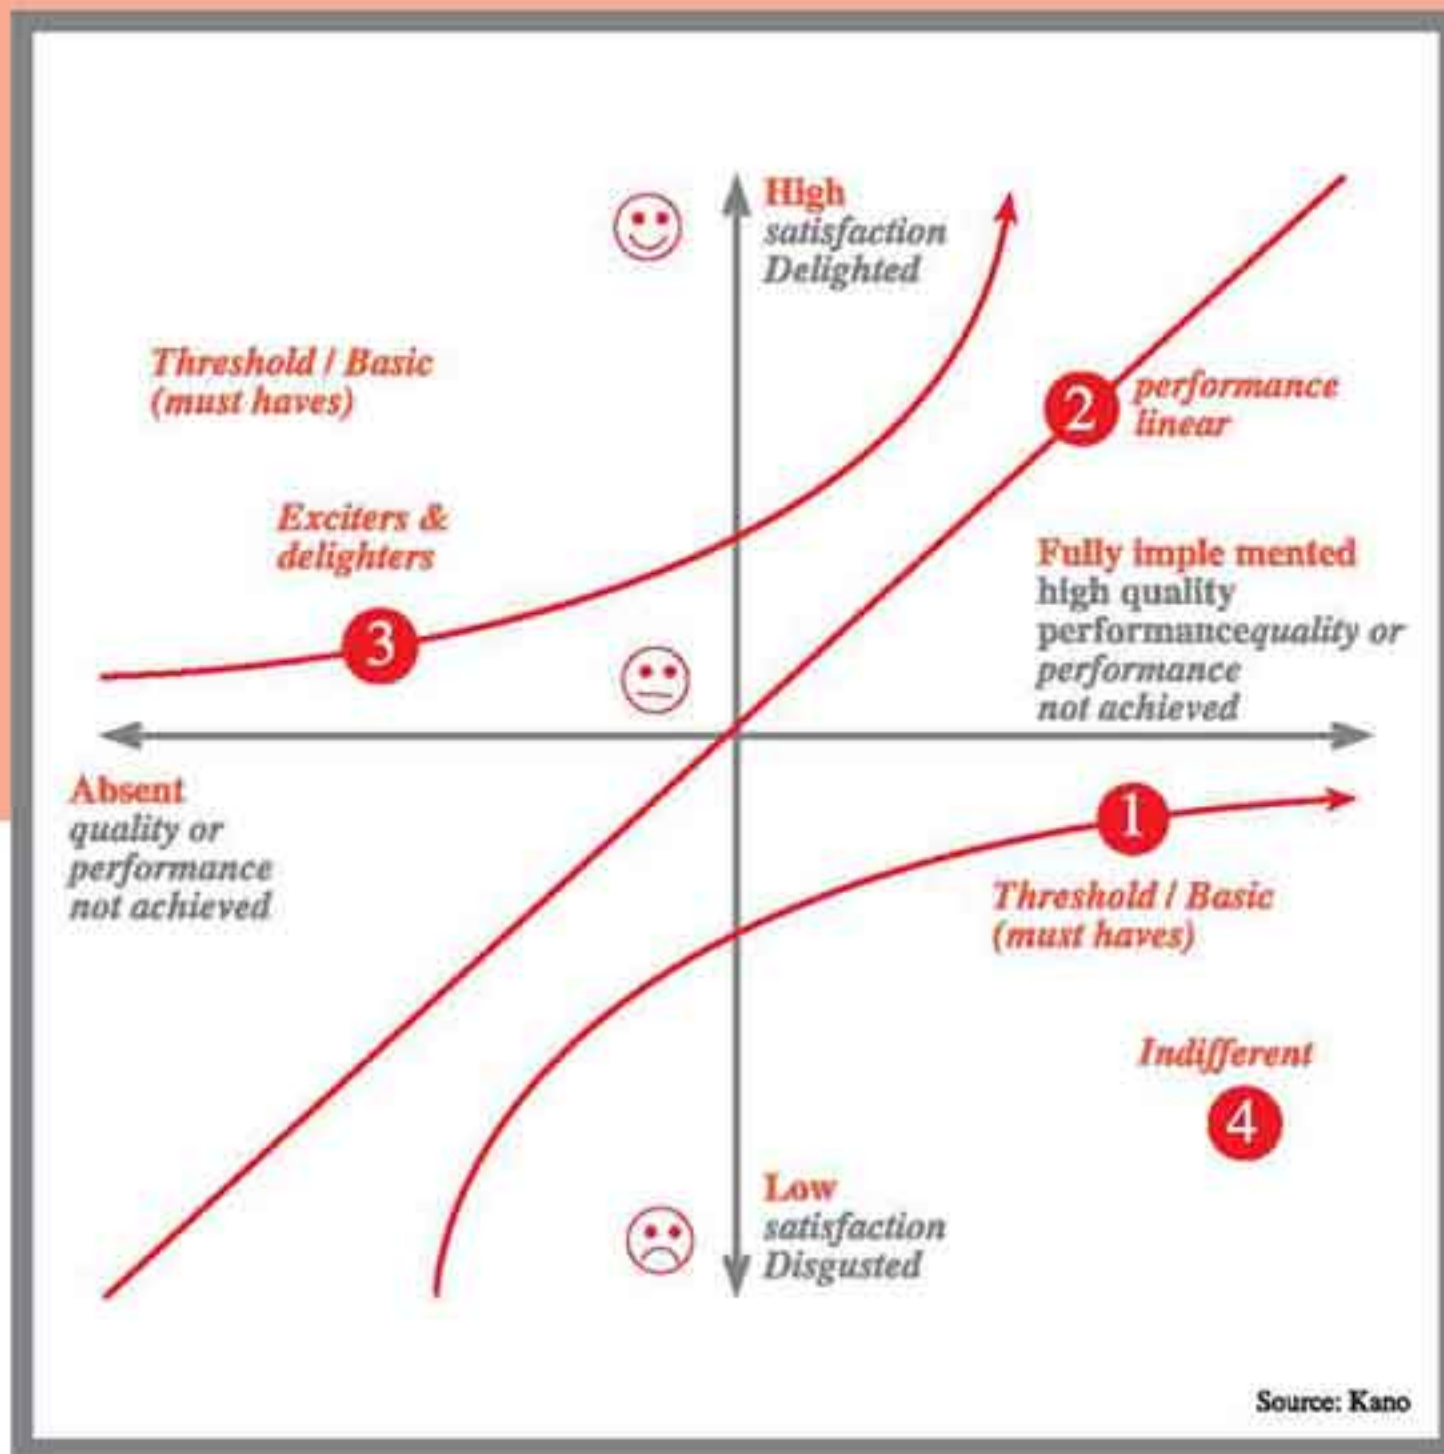 High
satisfaction
Delighted
Threshold / Basic
(must haves)
2
performance
linear
Exciters &
delighters
3
Fully imple mented
high quality
performancequality or
performance
not achieved
Absent
quality or
performance
not achieved
1
Threshold / Basic
(must haves)
Indifferent
4
Low
satisfaction
Disgusted
Source: Kano